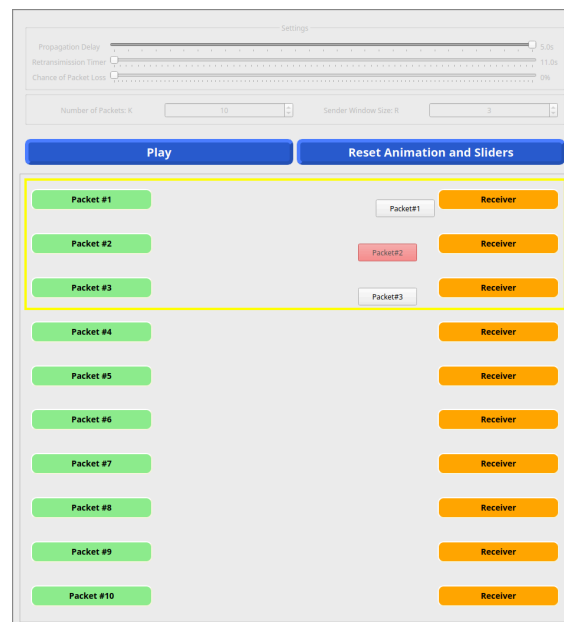 Settings
Propagation Delay 5.0s
Retransimission Timer 11.0s
Chance of Packet Loss 0%
Number of Packets: K 10 Sender Window Size: R 3
Play Reset Animation and Sliders
Packet #1 Packet#1 Receiver
Packet #2 Packet#2 Receiver
Packet #3 Packet#3 Receiver
Packet #4 Receiver
Packet #5 Receiver
Packet #6 Receiver
Packet #7 Receiver
Packet #8 Receiver
Packet #9 Receiver
Packet #10 Receiver